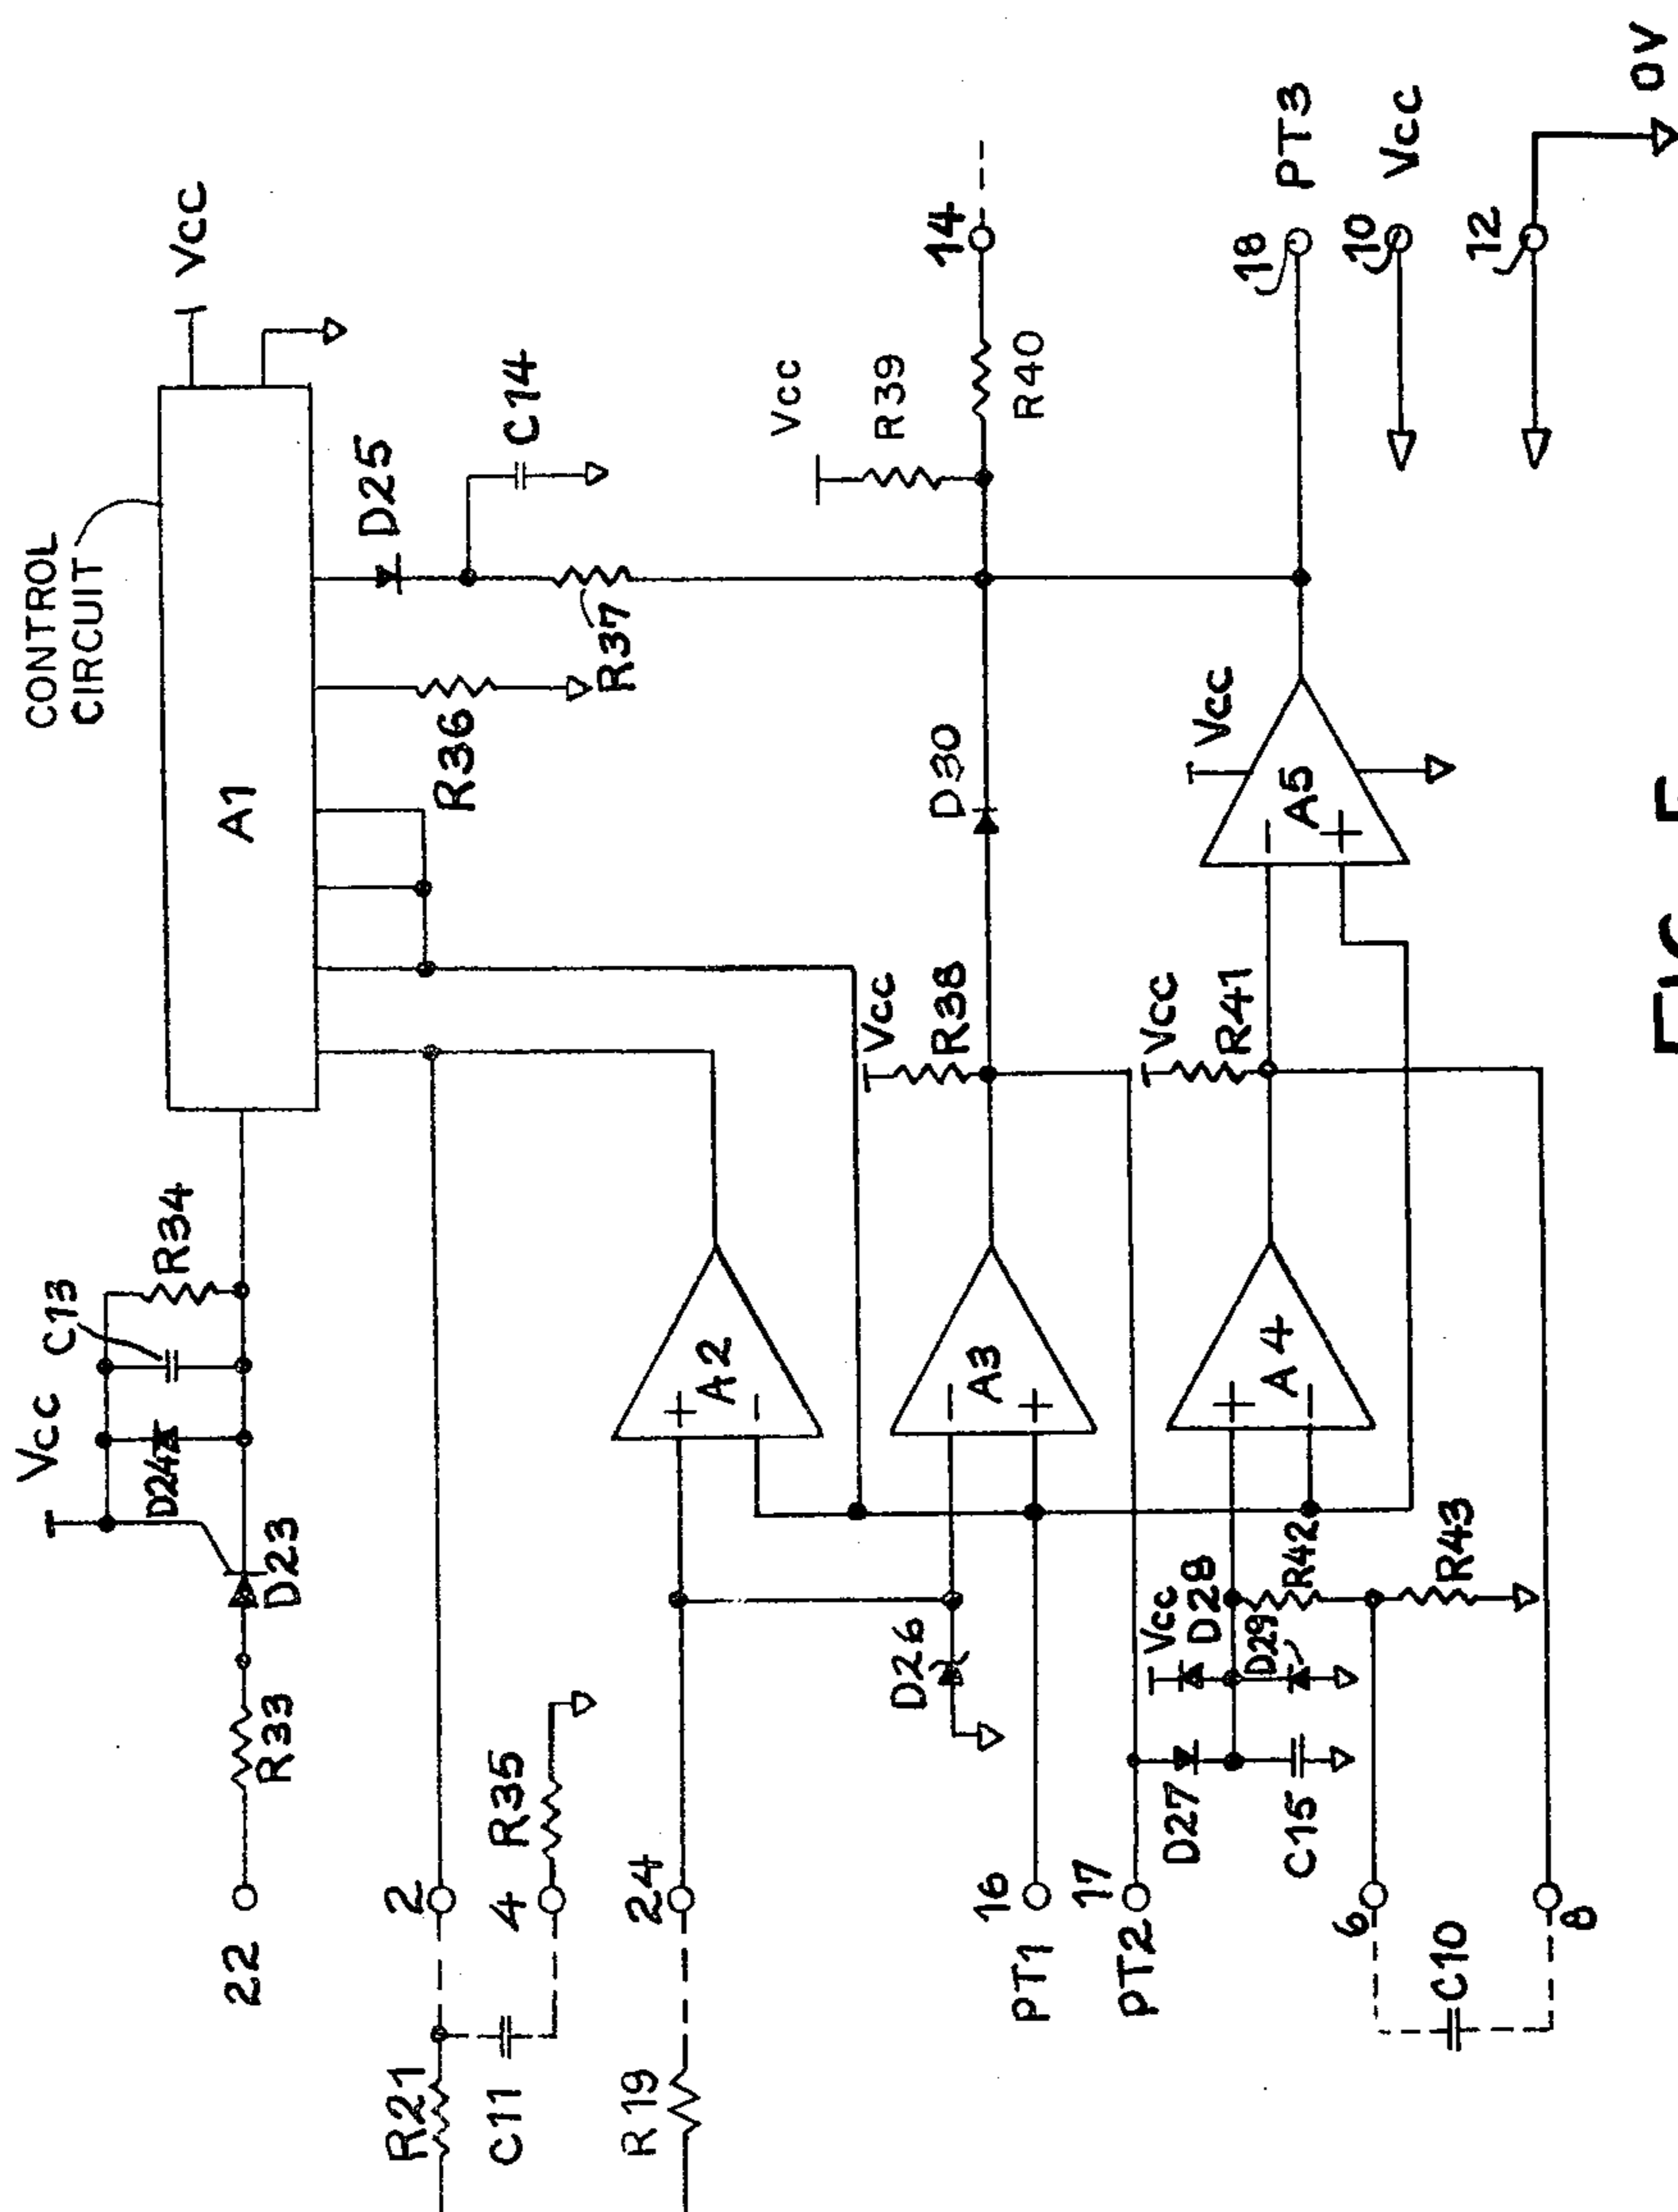 CONTROL
CIRCUIT
A1
Vcc
Vcc
C13
R34
D24
D23
R33
22
D25
C14
R36
R37
2
R21
C11
4
R35
24
R19
A2
+
−
Vcc
R39
R40
14
D30
Vcc
R38
A3
−
+
D26
16
PT1
17
PT2
Vcc
R41
Vcc
A5
−
+
18
PT3
10
Vcc
12
0V
A4
+
−
Vcc
D28
D29
R42
R43
D27
C15
6
C10
8